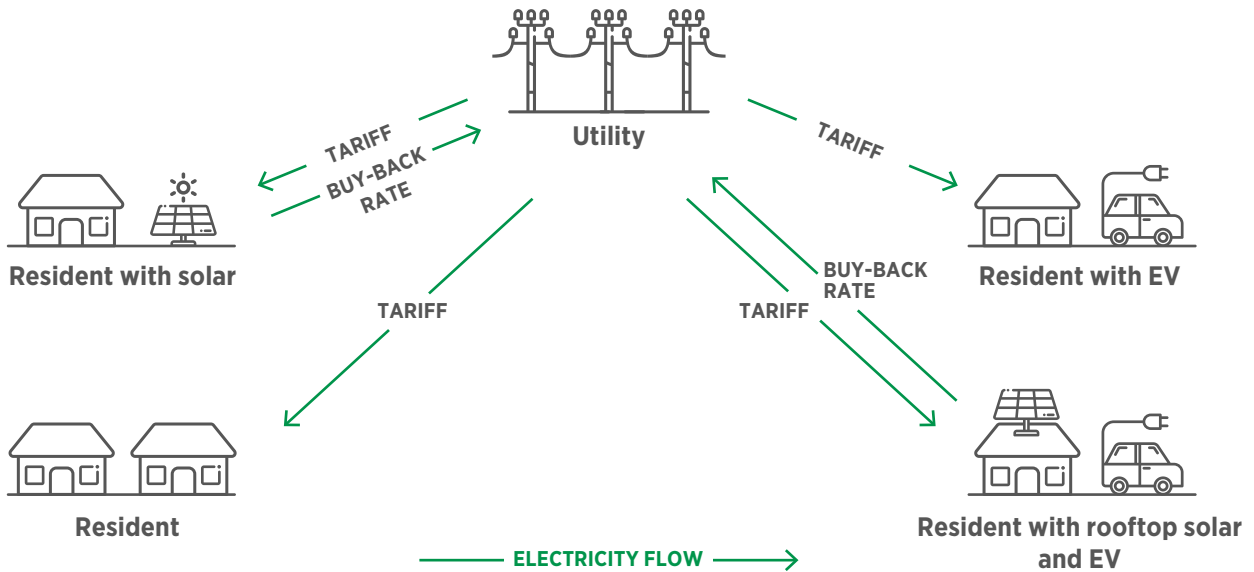 Utility
TARIFF
BUY-BACK
RATE
TARIFF
Resident with solar
Resident with EV
TARIFF
TARIFF
BUY-BACK
RATE
Resident
Resident with rooftop solar
and EV
ELECTRICITY FLOW